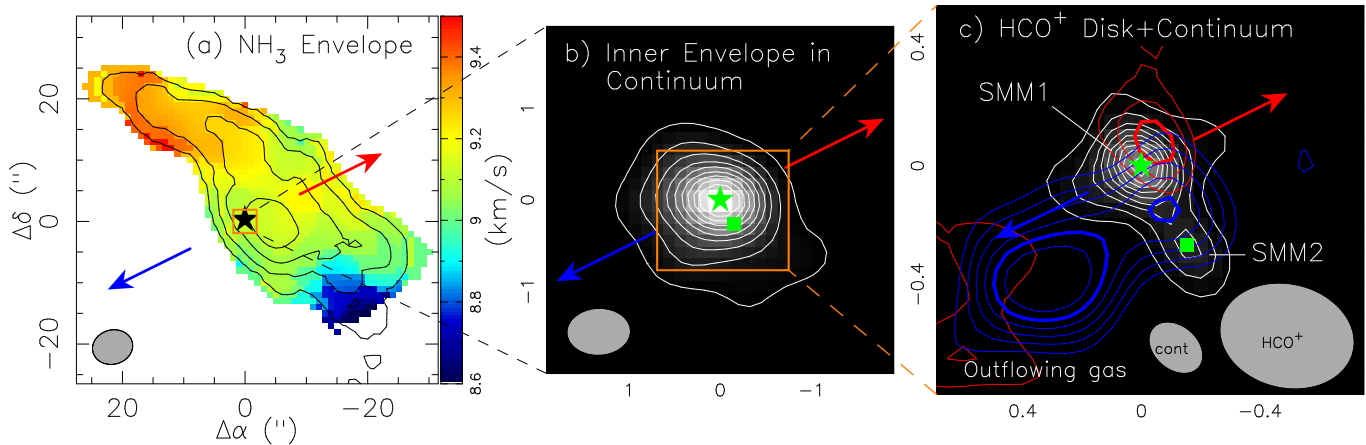 (a) NH₃ Envelope
20
0
−20
Δδ (")
20
0
−20
Δα (")
9.4
9.2
9
8.8
8.6
(km/s)
b) Inner Envelope in
Continuum
1
0
−1
1
0
−1
c) HCO⁺ Disk+Continuum
SMM1
SMM2
0.4
0
−0.4
Outflowing gas
cont
HCO⁺
0.4
0
−0.4